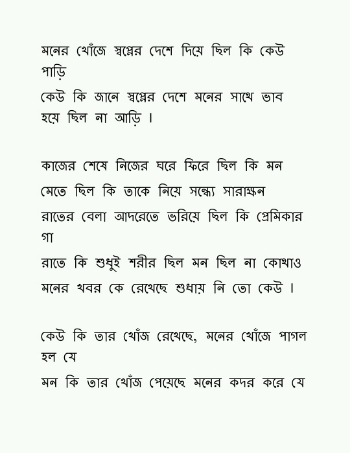 মনের খোঁজে স্বপ্নের দেশে দিয়ে ছিল কি কেউ
পাড়ি
কেউ কি জানে স্বপ্নের দেশে মনের সাথে ভাব
হয়ে ছিল না আড়ি ।
কাজের শেষে নিজের ঘরে ফিরে ছিল কি মন
মেতে ছিল কি তাকে নিয়ে সন্ধ্যে সারাক্ষন
রাতের বেলা আদরেতে ভরিয়ে ছিল কি প্রেমিকার
গা
রাতে কি শুধুই শরীর ছিল মন ছিল না কোথাও
মনের খবর কে রেখেছে শুধায় নি তো কেউ ।
কেউ কি তার খোঁজ রেখেছে, মনের খোঁজে পাগল
হল যে
মন কি তার খোঁজ পেয়েছে মনের কদর করে যে